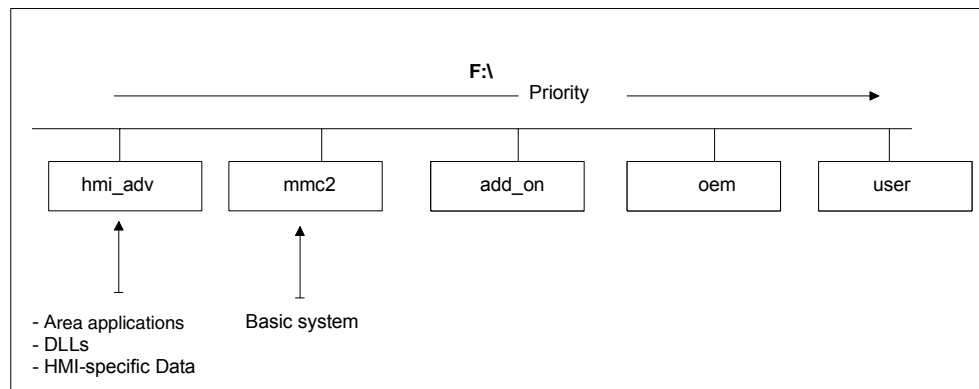 F:\
Priority
hmi_adv
mmc2
add_on
oem
user
- Area applications
- DLLs
- HMI-specific Data
Basic system